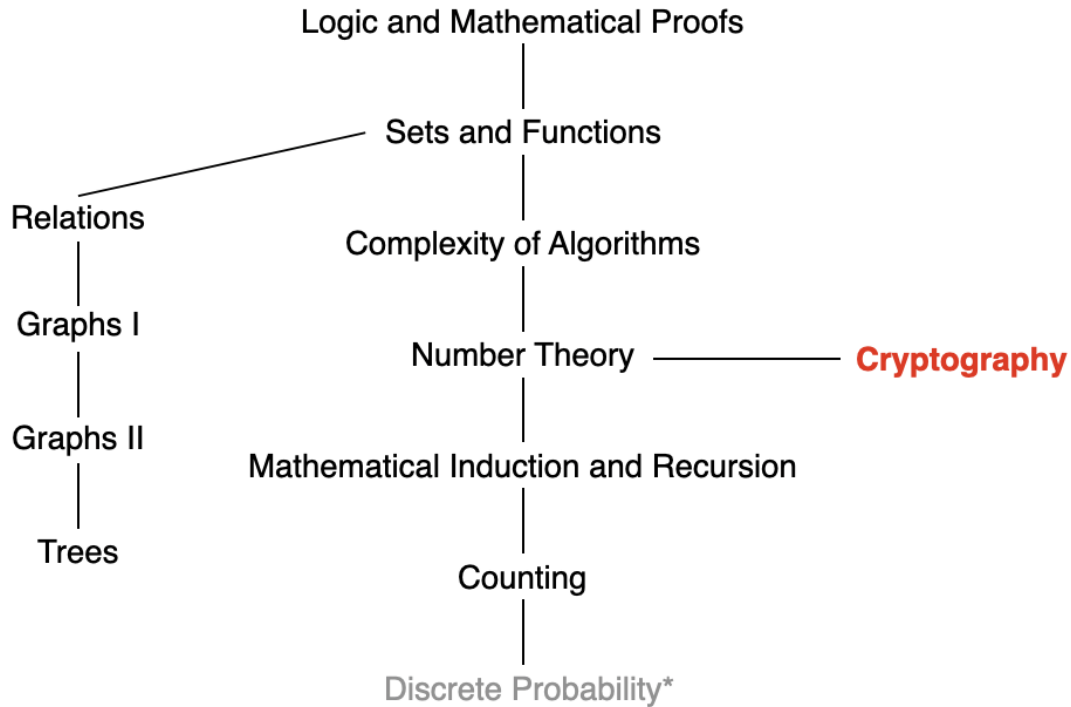 Logic and Mathematical Proofs
Sets and Functions
Relations
Complexity of Algorithms
Graphs I
Number Theory
Cryptography
Graphs II
Mathematical Induction and Recursion
Trees
Counting
Discrete Probability*